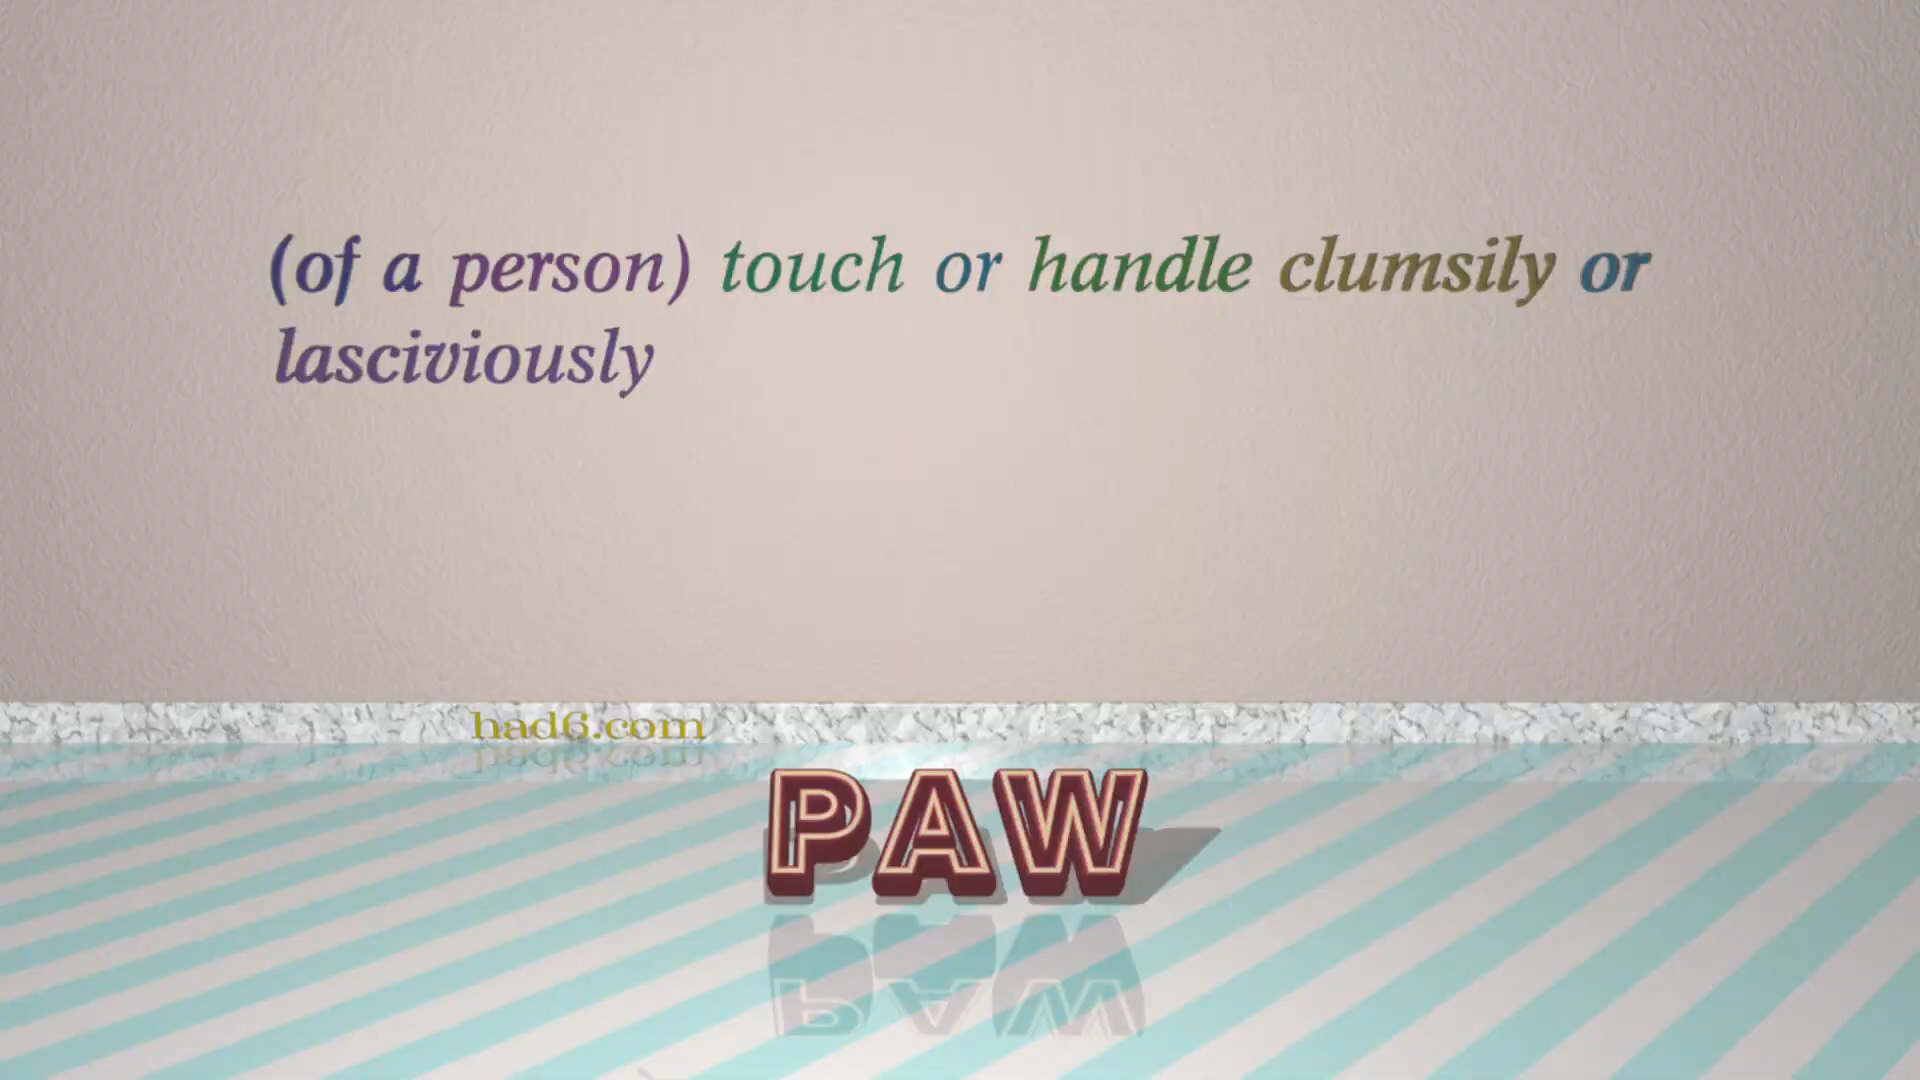 (of a person) touch or handle clumsily or
lasciviously
had6.com
PAW